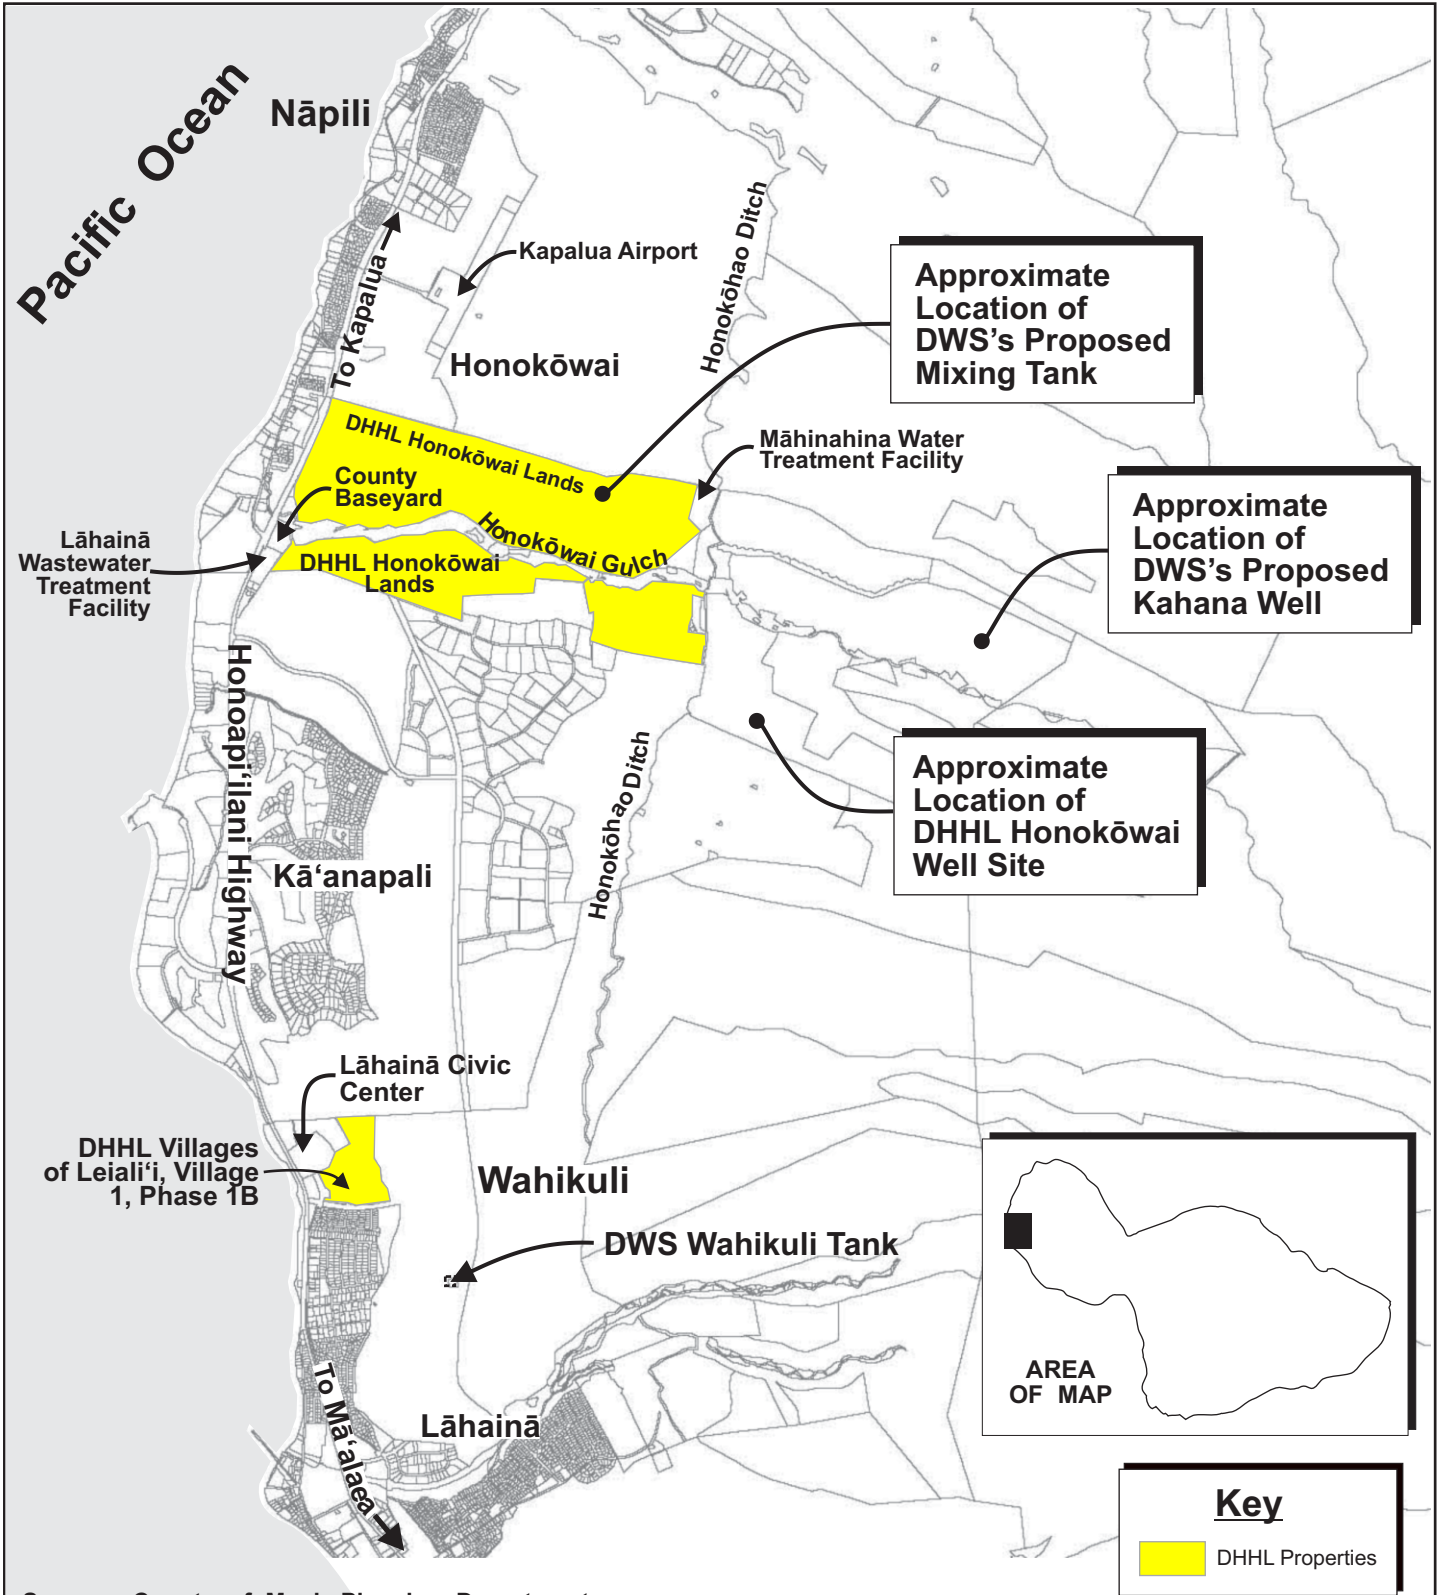 Pacific Ocean
Nāpili
To Kapalua
Kapalua Airport
Honokōhao Ditch
Honokōwai
Approximate
Location of
DWS's Proposed
Mixing Tank
DHHL Honokōwai Lands
County
Baseyard
Māhinahina Water
Treatment Facility
Lāhainā
Wastewater
Treatment
Facility
Honokōwai Gulch
DHHL Honokōwai
Lands
Approximate
Location of
DWS's Proposed
Kahana Well
Honoapi‘ilani Highway
Honokōhao Ditch
Approximate
Location of
DHHL Honokōwai
Well Site
Kā‘anapali
Lāhainā Civic
Center
DHHL Villages
of Leiali‘i, Village
1, Phase 1B
Wahikuli
DWS Wahikuli Tank
To Mā‘alaea
Lāhainā
AREA
OF MAP
Key
DHHL Properties